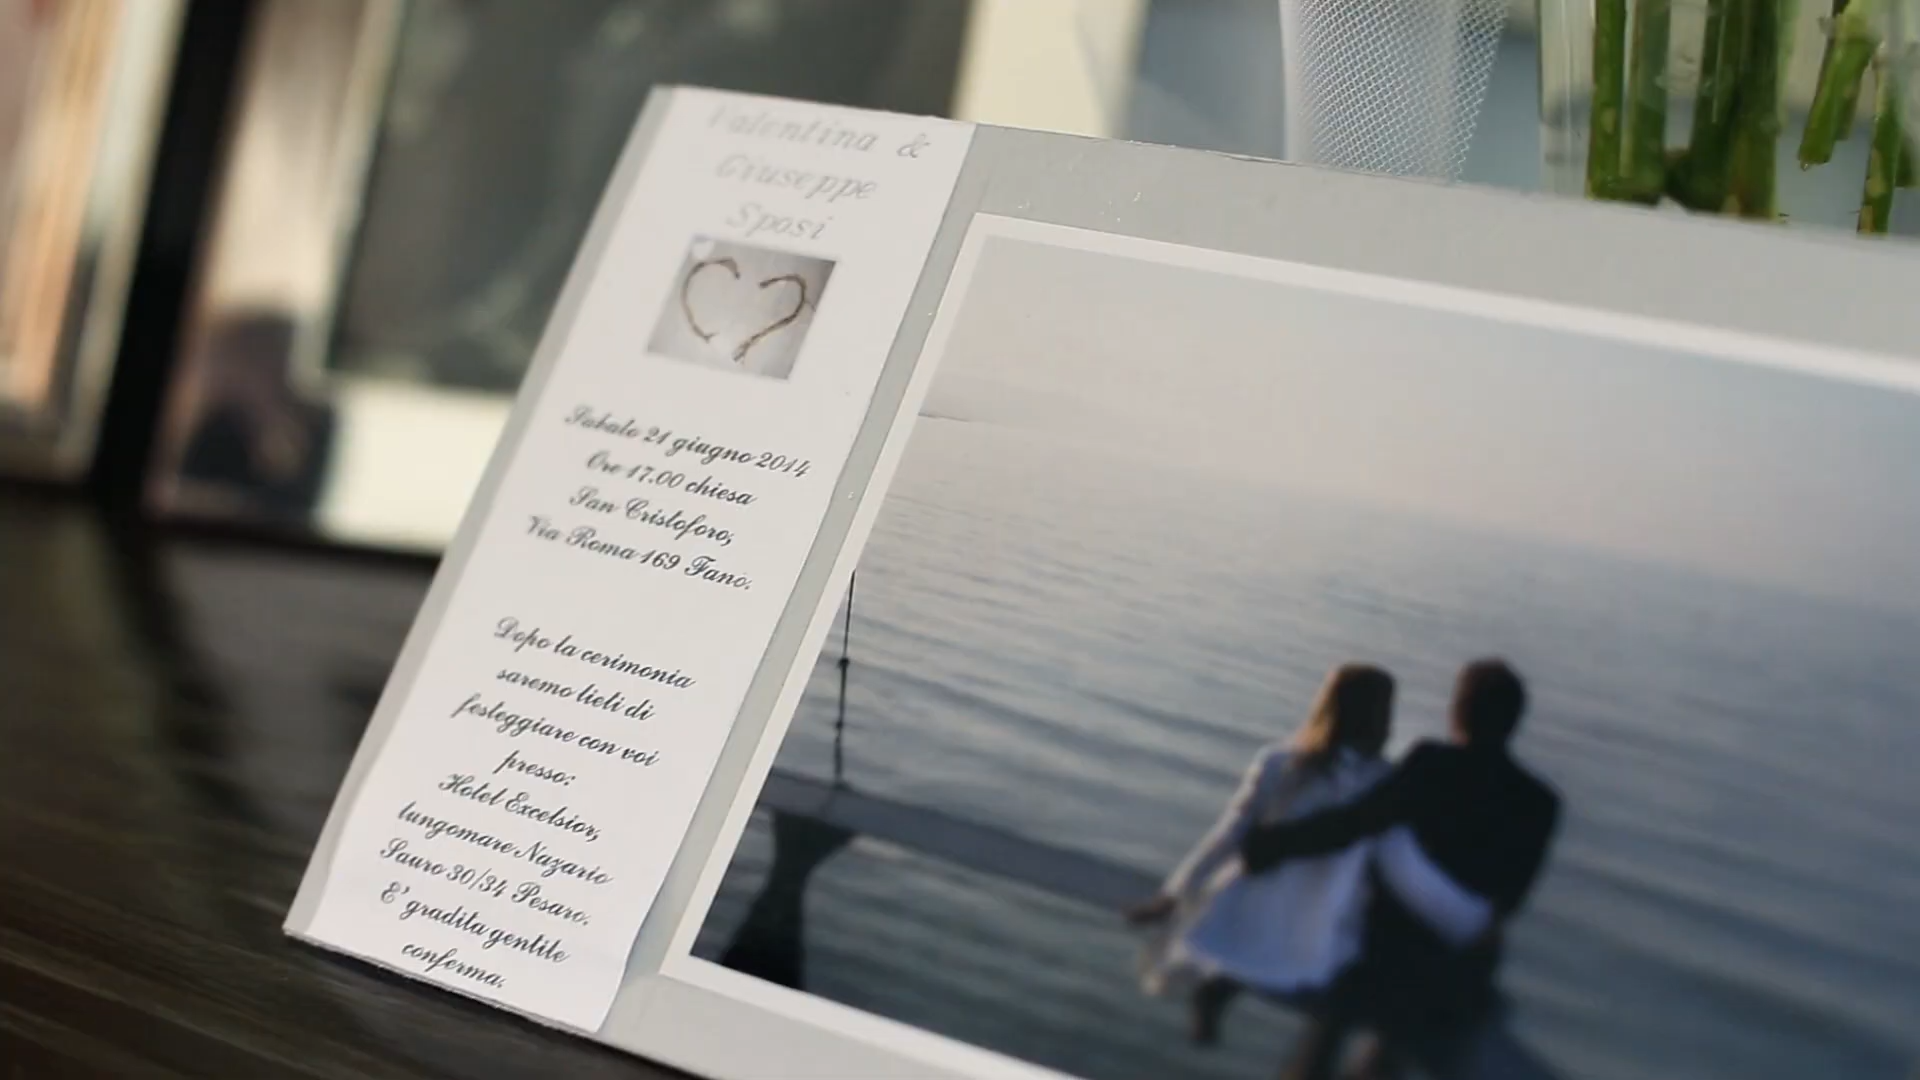 Valentina &
Giuseppe
Sposi
Sabato 21 giugno 2014
Ore 17.00 chiesa
San Cristoforo,
Via Roma 169 Fano.
Dopo la cerimonia
saremo lieti di
festeggiare con voi
presso:
Hotel Excelsior,
lungomare Nazario
Sauro 30/34 Pesaro.
E' gradita gentile
conferma.